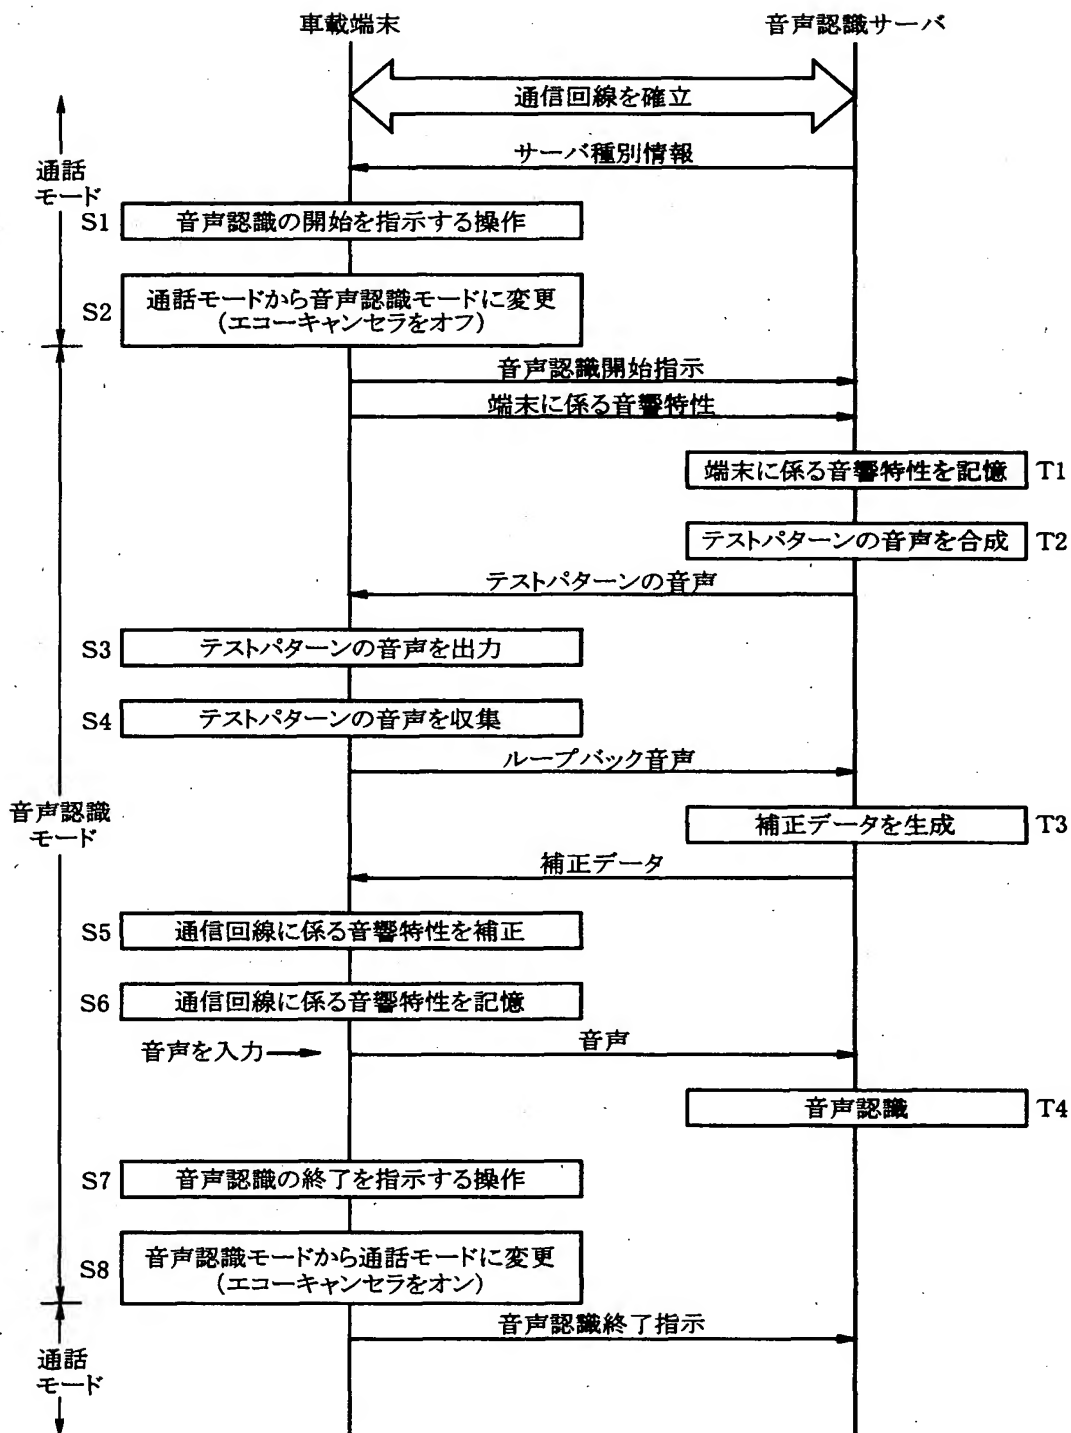 車載端末
音声認識サーバ
通信回線を確立
サーバ種別情報
通話
モード
S1
音声認識の開始を指示する操作
S2
通話モードから音声認識モードに変更
(エコーキャンセラをオフ)
音声認識開始指示
端末に係る音響特性
端末に係る音響特性を記憶
T1
テストパターンの音声を合成
T2
テストパターンの音声
S3
テストパターンの音声を出力
S4
テストパターンの音声を収集
ループバック音声
音声認識
モード
補正データを生成
T3
補正データ
S5
通信回線に係る音響特性を補正
S6
通信回線に係る音響特性を記憶
音声を入力
音声
音声認識
T4
S7
音声認識の終了を指示する操作
S8
音声認識モードから通話モードに変更
(エコーキャンセラをオン)
音声認識終了指示
通話
モード